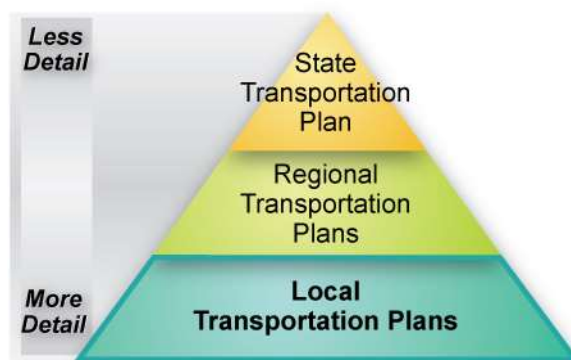 Less
Detail
State
Transportation
Plan
Regional
Transportation
Plans
More
Detail
Local
Transportation Plans